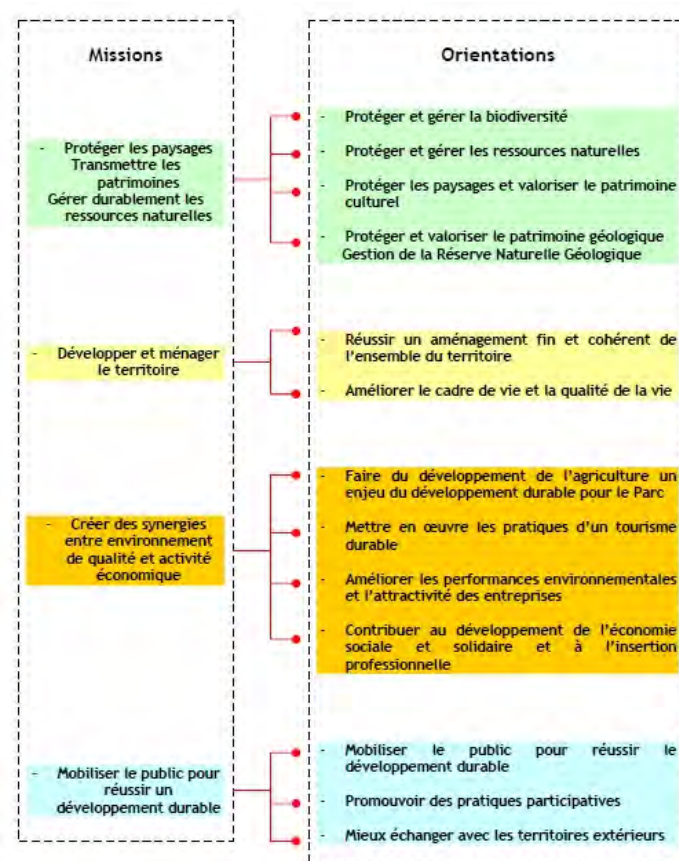 Missions
- Protéger les paysages
Transmettre les
patrimoines
Gérer durablement les
ressources naturelles
- Développer et ménager
le territoire
- Créer des synergies
entre environnement
de qualité et activité
économique
- Mobiliser le public pour
réussir un
développement durable
Orientations
- Protéger et gérer la biodiversité
- Protéger et gérer les ressources naturelles
- Protéger les paysages et valoriser le patrimoine
culturel
- Protéger et valoriser le patrimoine géologique
Gestion de la Réserve Naturelle Géologique
- Réussir un aménagement fin et cohérent de
l'ensemble du territoire
- Améliorer le cadre de vie et la qualité de la vie
- Faire du développement de l'agriculture un
enjeu du développement durable pour le Parc
- Mettre en œuvre les pratiques d'un tourisme
durable
- Améliorer les performances environnementales
et l'attractivité des entreprises
- Contribuer au développement de l'économie
sociale et solidaire et à l'insertion
professionnelle
- Mobiliser le public pour réussir le
développement durable
- Promouvoir des pratiques participatives
- Mieux échanger avec les territoires extérieurs